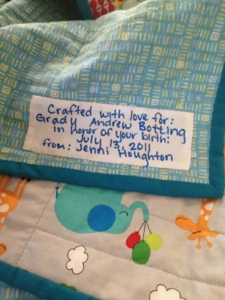 Crafted with love for:
Grady Andrew Botting
in honor of your birth:
July 13, 2011
from: Jenni Houghton